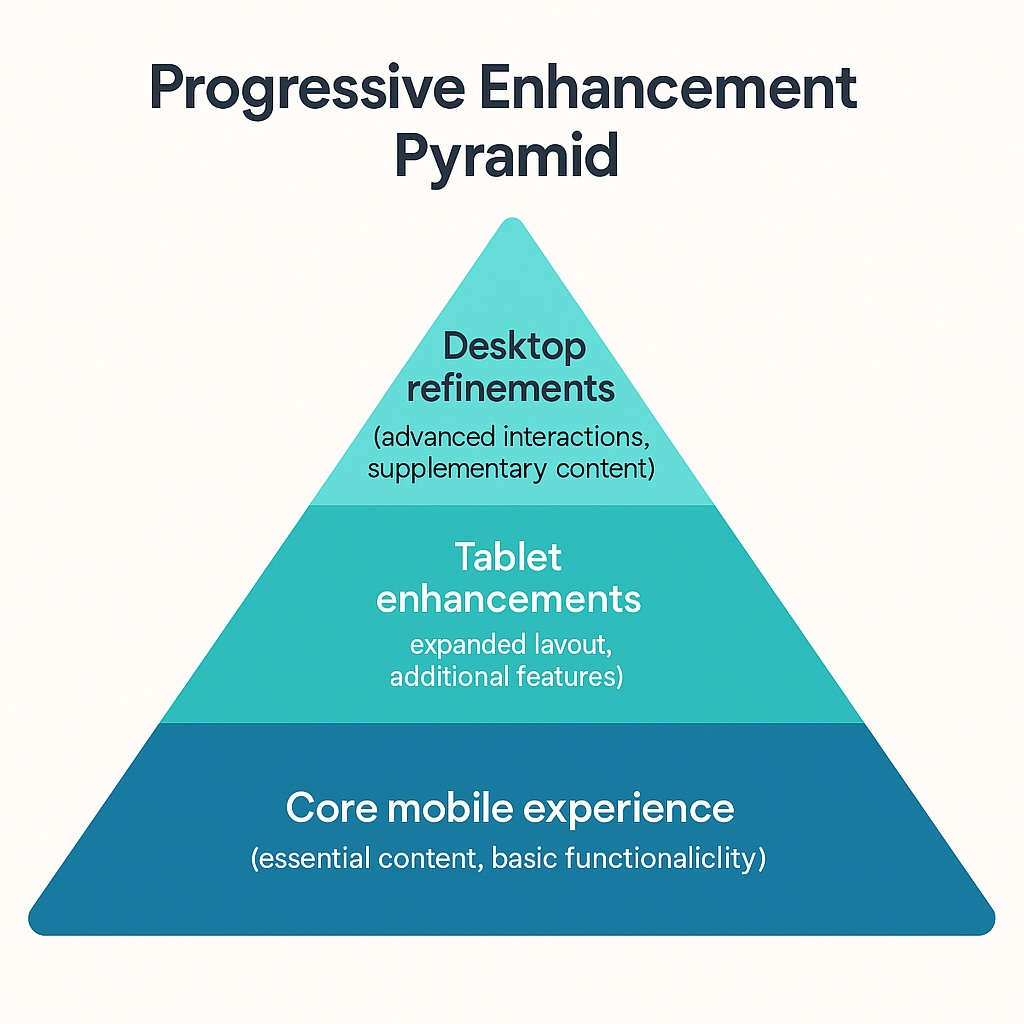 Progressive Enhancement
Pyramid
Desktop
refinements
(advanced interactions,
supplementary content)
Tablet
enhancements
expanded lavout,
additional features)
Core mobile experience
(essential content, basic functionaliclity)